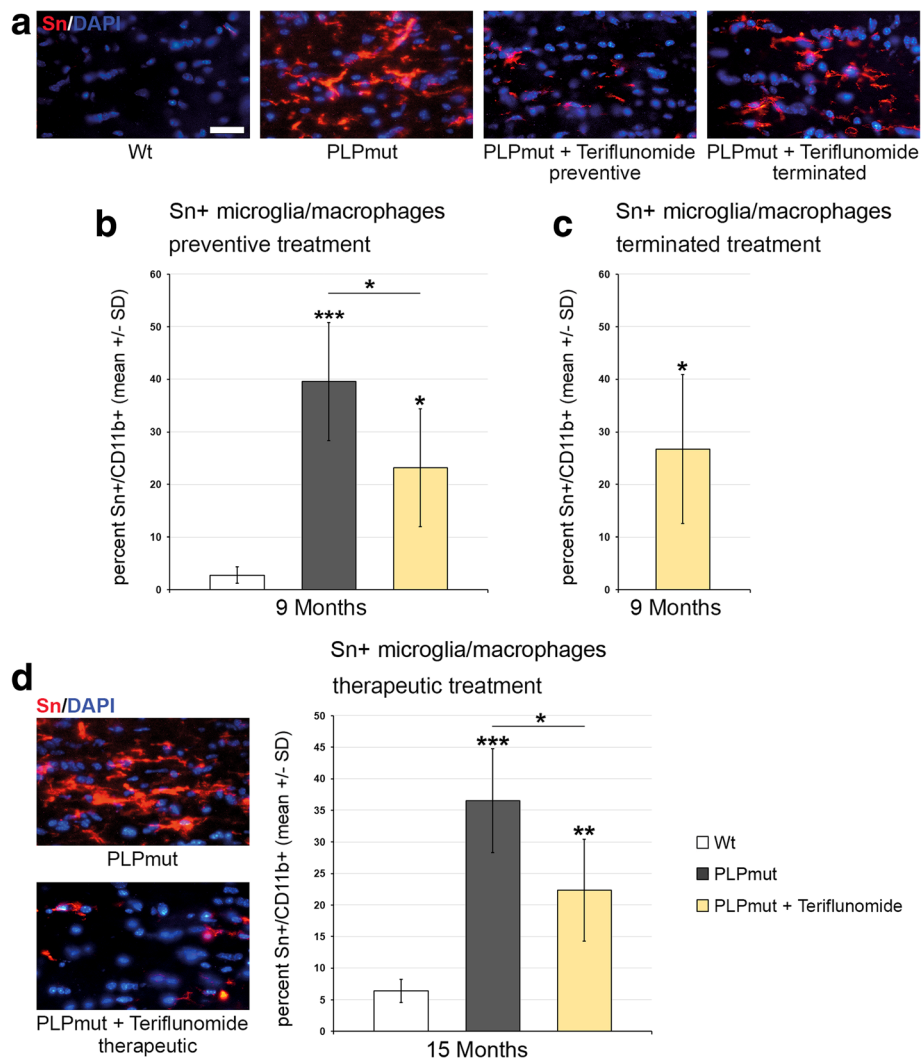 a
Sn/DAPI
Wt
PLPmut
PLPmut + Teriflunomide
preventive
PLPmut + Teriflunomide
terminated
b
Sn+ microglia/macrophages
preventive treatment
percent Sn+/CD11b+ (mean +/- SD)
60
50
40
30
20
10
0
*
***
*
9 Months
c
Sn+ microglia/macrophages
terminated treatment
percent Sn+/CD11b+ (mean +/- SD)
60
50
40
30
20
10
0
*
9 Months
d
Sn/DAPI
PLPmut
PLPmut + Teriflunomide
therapeutic
Sn+ microglia/macrophages
therapeutic treatment
percent Sn+/CD11b+ (mean +/- SD)
50
45
40
35
30
25
20
15
10
5
0
*
***
**
15 Months
Wt
PLPmut
PLPmut + Teriflunomide